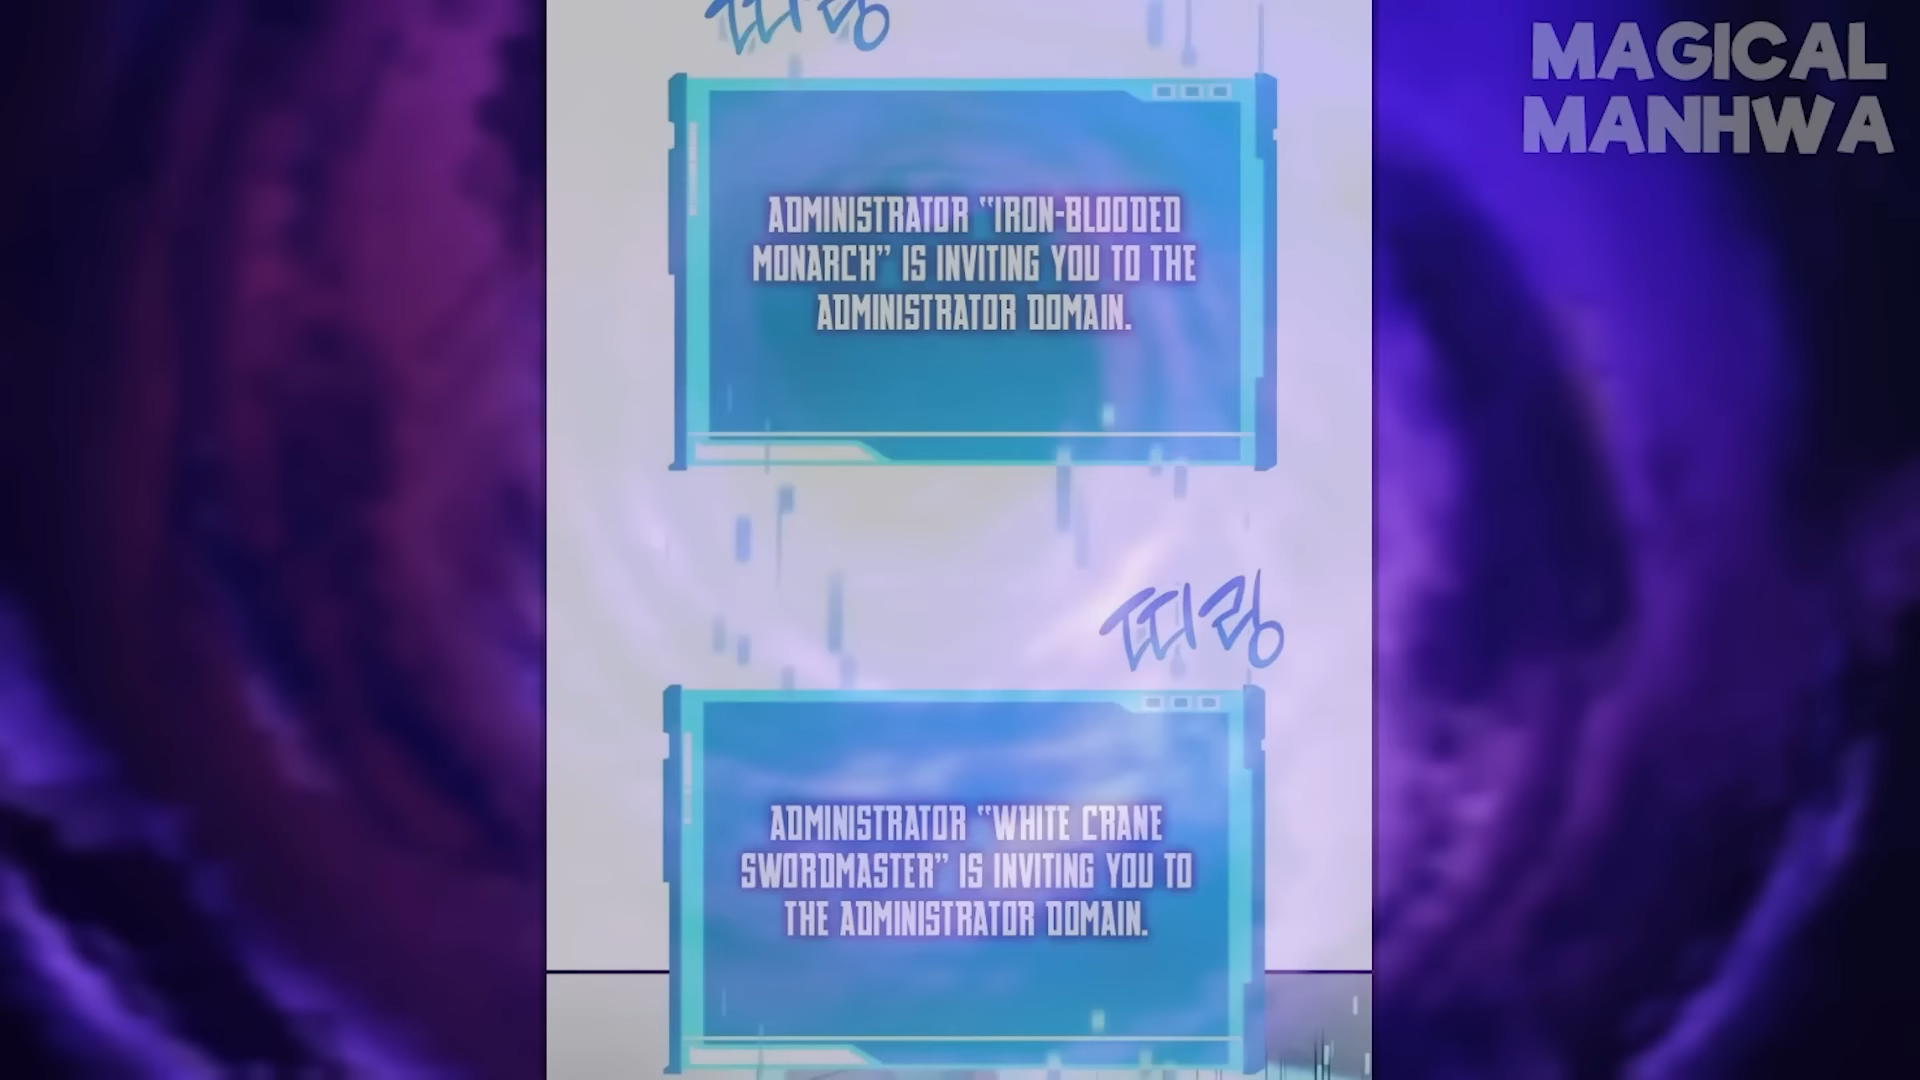 띠링
MAGICAL
MANHWA
ADMINISTRATOR “IRON-BLOODED
MONARCH” IS INVITING YOU TO THE
ADMINISTRATOR DOMAIN.
띠링
ADMINISTRATOR “WHITE CRANE
SWORDMASTER” IS INVITING YOU TO
THE ADMINISTRATOR DOMAIN.